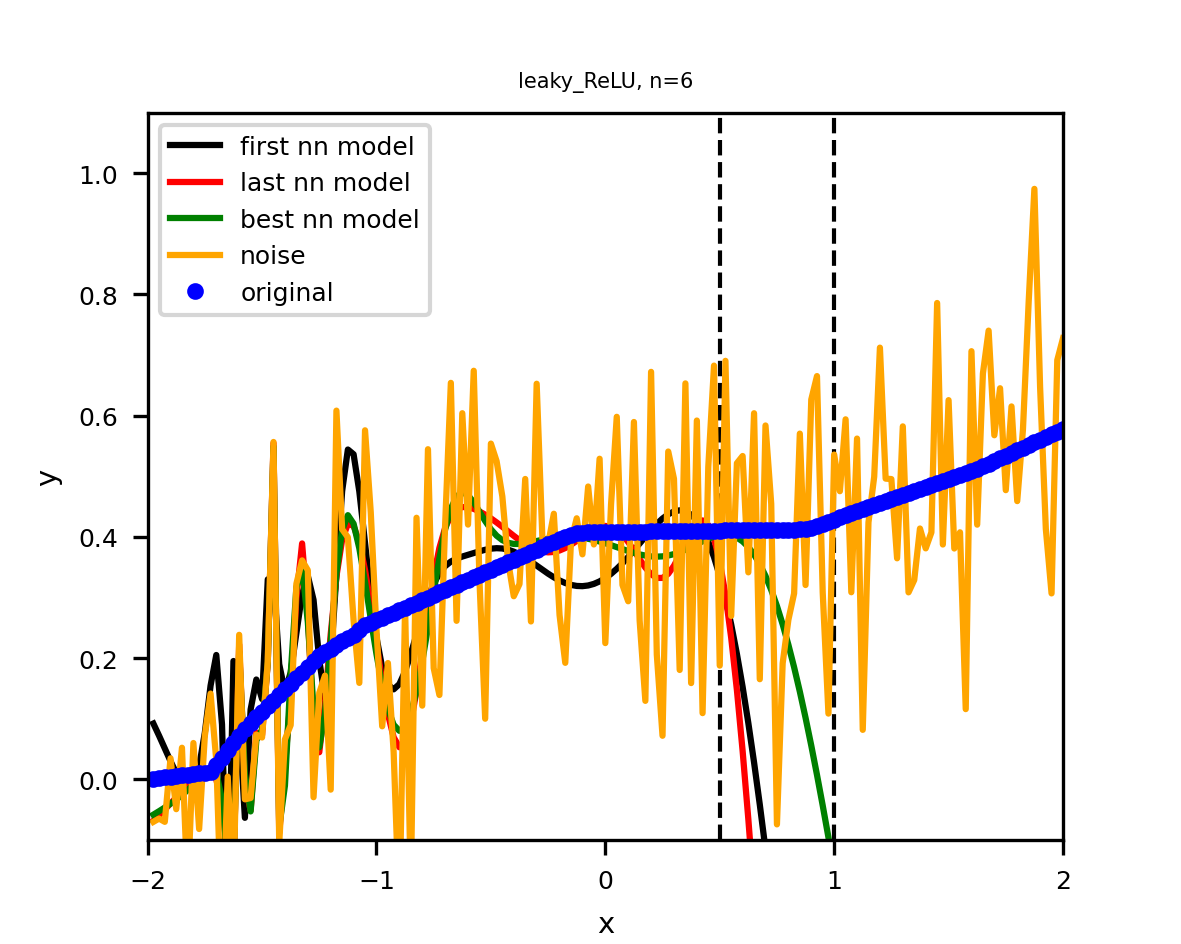 leaky_ReLU, n=6
first nn model
last nn model
best nn model
noise
original
1.0
0.8
0.6
0.4
0.2
0.0
y
−2
−1
0
1
2
x